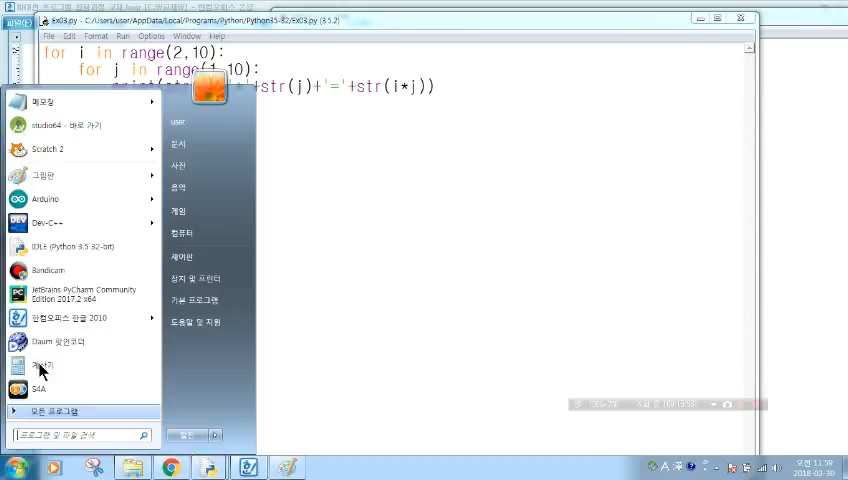 Ex03.py - C:/Users/user/AppData/Local/Programs/Python/Python35-32/Ex03.py (3.5.2)
File Edit Format Run Options Window Help
for i in range(2,10):
for j in range(1,10):
+str(j)+'='+str(i*j))
메모장
studio64 - 바로 가기
Scratch 2
그림판
Arduino
Dev-C++
IDLE (Python 3.5 32-bit)
Bandicam
JetBrains PyCharm Community
Edition 2017.2 x64
한컴오피스 한글 2010
Daum 팟인코더
계산기
S4A
모든 프로그램
프로그램 및 파일 검색
user
문서
사진
음악
게임
컴퓨터
제어판
장치 및 프린터
기본 프로그램
도움말 및 지원
A 漢
오전 11:59
2018-03-30